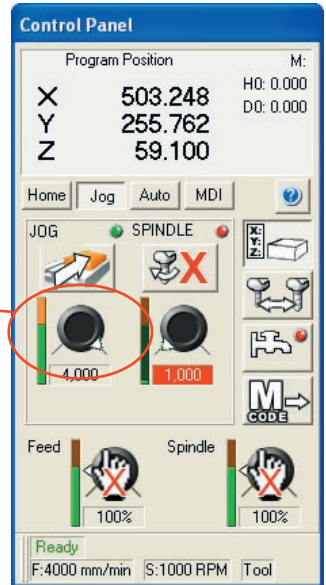 Control Panel
Program Position M:
X 503.248 H0: 0.000
Y 255.762 D0: 0.000
Z 59.100
Home Jog Auto MDI ?
JOG SPINDLE X: Y: Z:
4,000 1,000
M CODE
Feed Spindle
100% 100%
Ready
F:4000 mm/min S:1000 RPM Tool